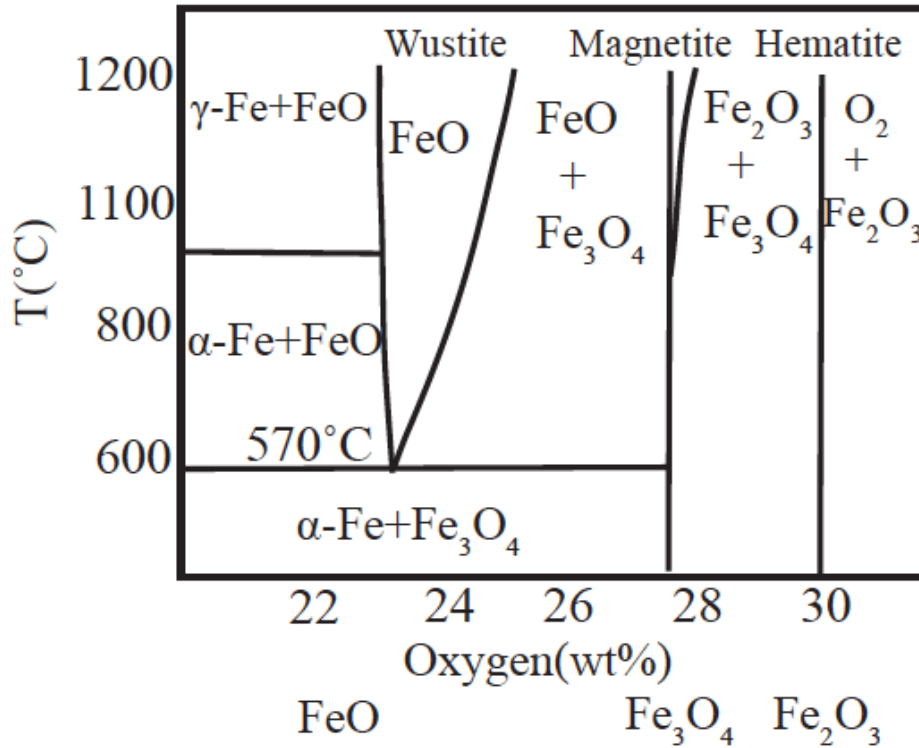 Wustite Magnetite Hematite
1200
γ-Fe+FeO
FeO
FeO
+
Fe₃O₄
Fe₂O₃
+
Fe₃O₄
O₂
+
Fe₂O₃
1100
T(°C)
800
α-Fe+FeO
600
570°C
α-Fe+Fe₃O₄
22 24 26 28 30
Oxygen(wt%)
FeO Fe₃O₄ Fe₂O₃